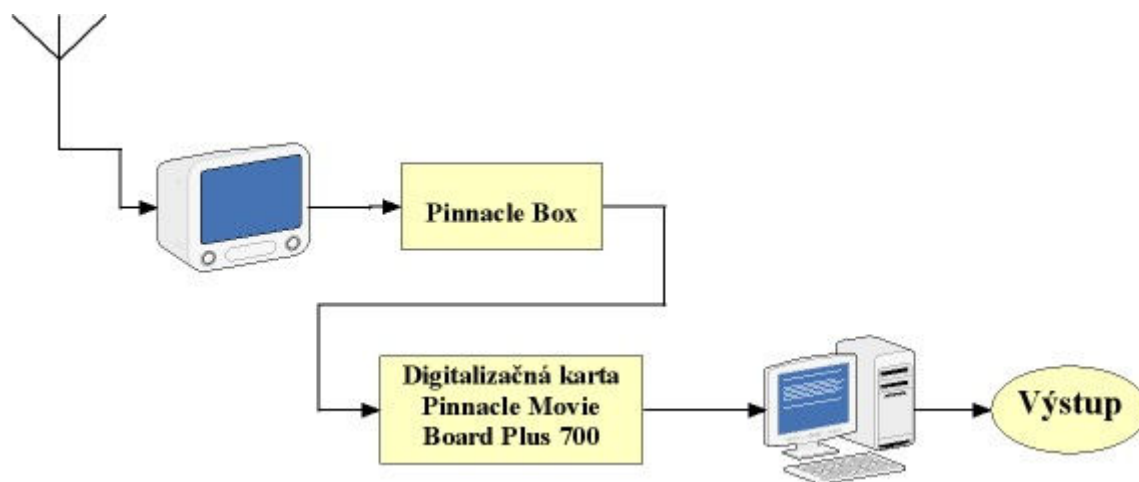 Pinnacle Box
Digitalizačná karta
Pinnacle Movie
Board Plus 700
Výstup